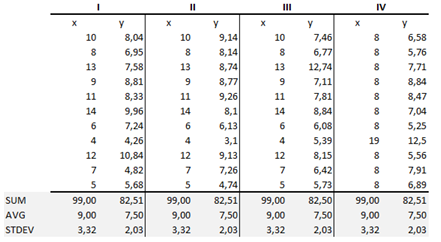 I II III IV
x y x y x y x y
10 8,04 10 9,14 10 7,46 8 6,58
8 6,95 8 8,14 8 6,77 8 5,76
13 7,58 13 8,74 13 12,74 8 7,71
9 8,81 9 8,77 9 7,11 8 8,84
11 8,33 11 9,26 11 7,81 8 8,47
14 9,96 14 8,1 14 8,84 8 7,04
6 7,24 6 6,13 6 6,08 8 5,25
4 4,26 4 3,1 4 5,39 19 12,5
12 10,84 12 9,13 12 8,15 8 5,56
7 4,82 7 7,26 7 6,42 8 7,91
5 5,68 5 4,74 5 5,73 8 6,89
SUM 99,00 82,51 99,00 82,51 99,00 82,50 99,00 82,51
AVG 9,00 7,50 9,00 7,50 9,00 7,50 9,00 7,50
STDEV 3,32 2,03 3,32 2,03 3,32 2,03 3,32 2,03